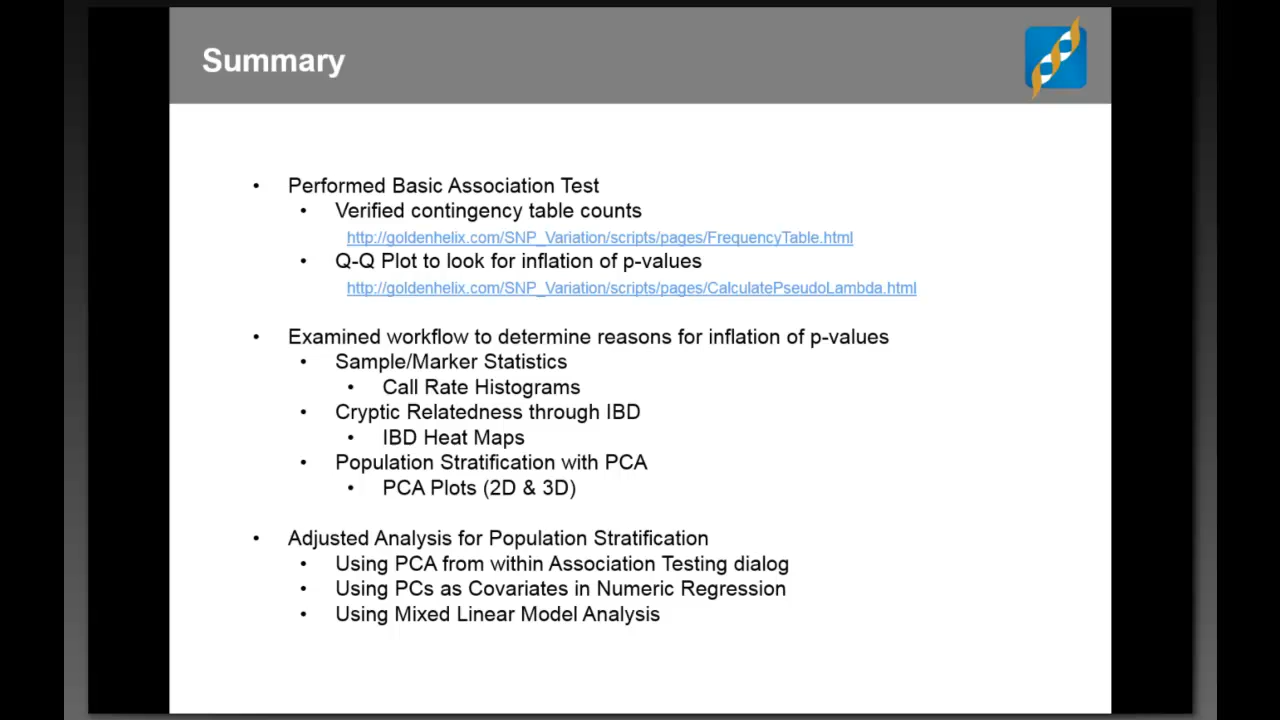 Summary
• Performed Basic Association Test
• Verified contingency table counts
http://goldenhelix.com/SNP_Variation/scripts/pages/FrequencyTable.html
• Q-Q Plot to look for inflation of p-values
http://goldenhelix.com/SNP_Variation/scripts/pages/CalculatePseudoLambda.html
• Examined workflow to determine reasons for inflation of p-values
• Sample/Marker Statistics
• Call Rate Histograms
• Cryptic Relatedness through IBD
• IBD Heat Maps
• Population Stratification with PCA
• PCA Plots (2D & 3D)
• Adjusted Analysis for Population Stratification
• Using PCA from within Association Testing dialog
• Using PCs as Covariates in Numeric Regression
• Using Mixed Linear Model Analysis